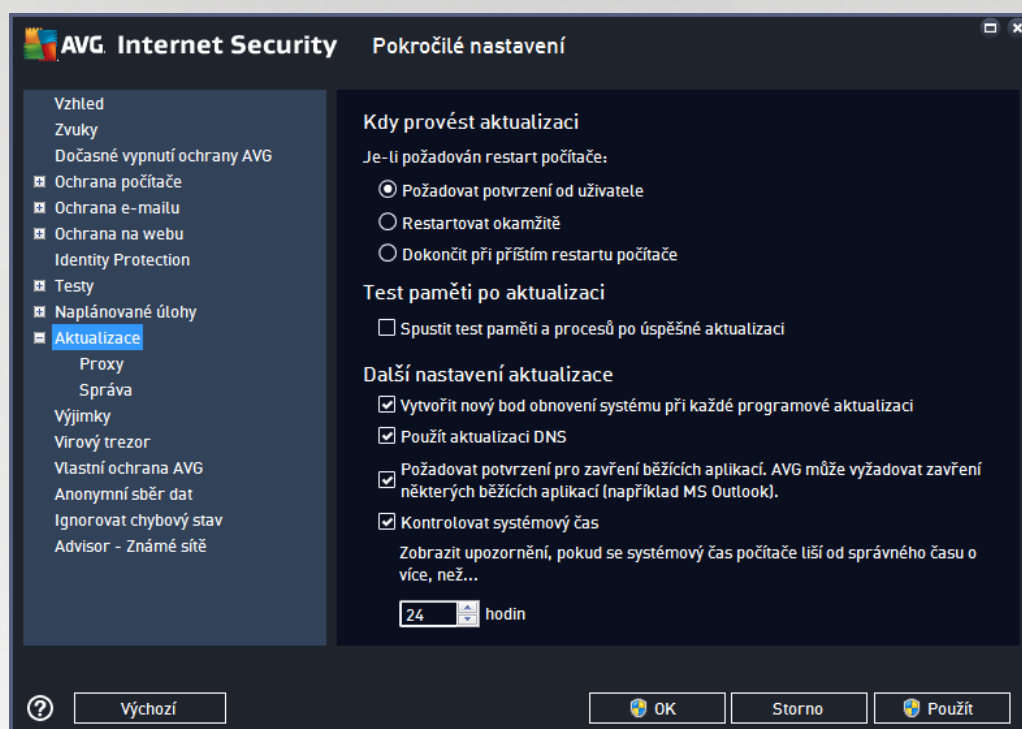 AVG. Internet Security Pokročilé nastavení
Vzhled
Zvuky
Dočasné vypnutí ochrany AVG
Ochrana počítače
Ochrana e-mailu
Ochrana na webu
Identity Protection
Testy
Naplánované úlohy
Aktualizace
Proxy
Správa
Výjimky
Virový trezor
Vlastní ochrana AVG
Anonymní sběr dat
Ignorovat chybový stav
Advisor - Známé sítě
Kdy provést aktualizaci
Je-li požadován restart počítače:
Požadovat potvrzení od uživatele
Restartovat okamžitě
Dokončit při příštím restartu počítače
Test paměti po aktualizaci
Spustit test paměti a procesů po úspěšné aktualizaci
Další nastavení aktualizace
Vytvořit nový bod obnovení systému při každé programové aktualizaci
Použít aktualizaci DNS
Požadovat potvrzení pro zavření běžících aplikací. AVG může vyžadovat zavření
některých běžících aplikací (například MS Outlook).
Kontrolovat systémový čas
Zobrazit upozornění, pokud se systémový čas počítače liší od správného času o
více, než...
24 hodin
? Výchozí OK Storno Použít